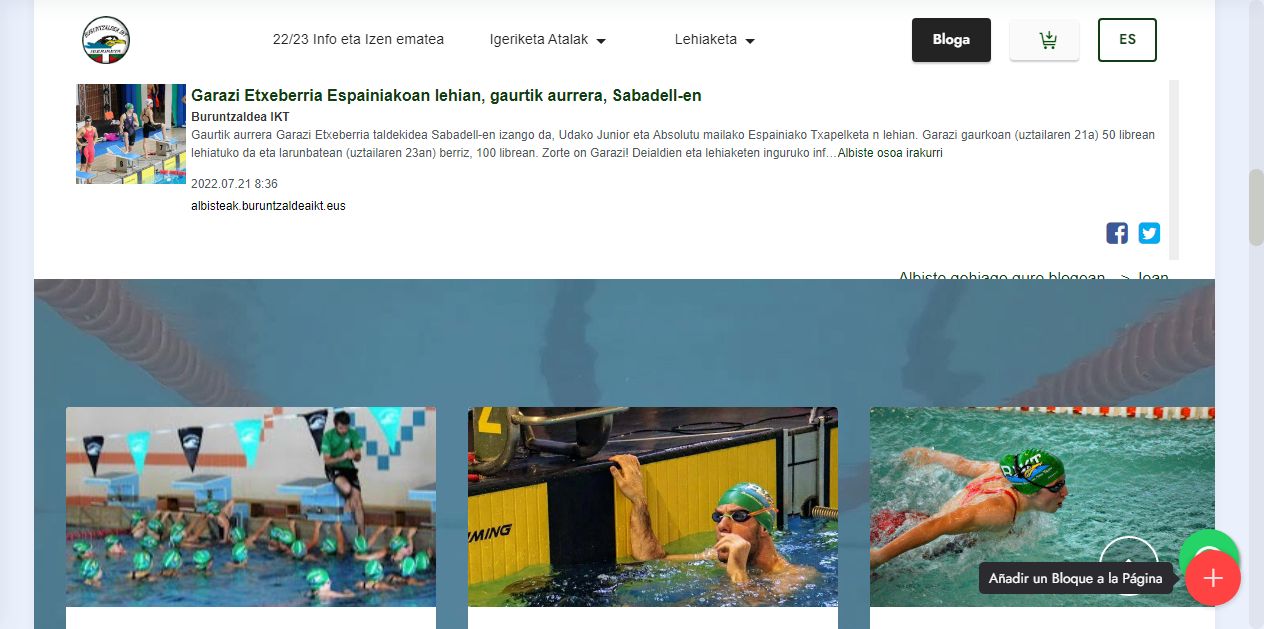 BURUNTZALDEA IKT
IGERIKETA
22/23 Info eta Izen ematea
Igeriketa Atalak
Lehiaketa
Bloga
ES
Garazi Etxeberria Espainiakoan lehian, gaurtik aurrera, Sabadell-en
Buruntzaldea IKT
Gaurtik aurrera Garazi Etxeberria taldekidea Sabadell-en izango da, Udako Junior eta Absolutu mailako Espainiako Txapelketa n lehian. Garazi gaurkoan (uztailaren 21a) 50 librean
lehiatuko da eta larunbatean (uztailaren 23an) berriz, 100 librean. Zorte on Garazi! Deialdien eta lehiaketen inguruko inf…Albiste osoa irakurri
2022.07.21 8:36
albisteak.buruntzaldeaikt.eus
Albiste gehiago gure blogean --> Joan
MING
Añadir un Bloque a la Página